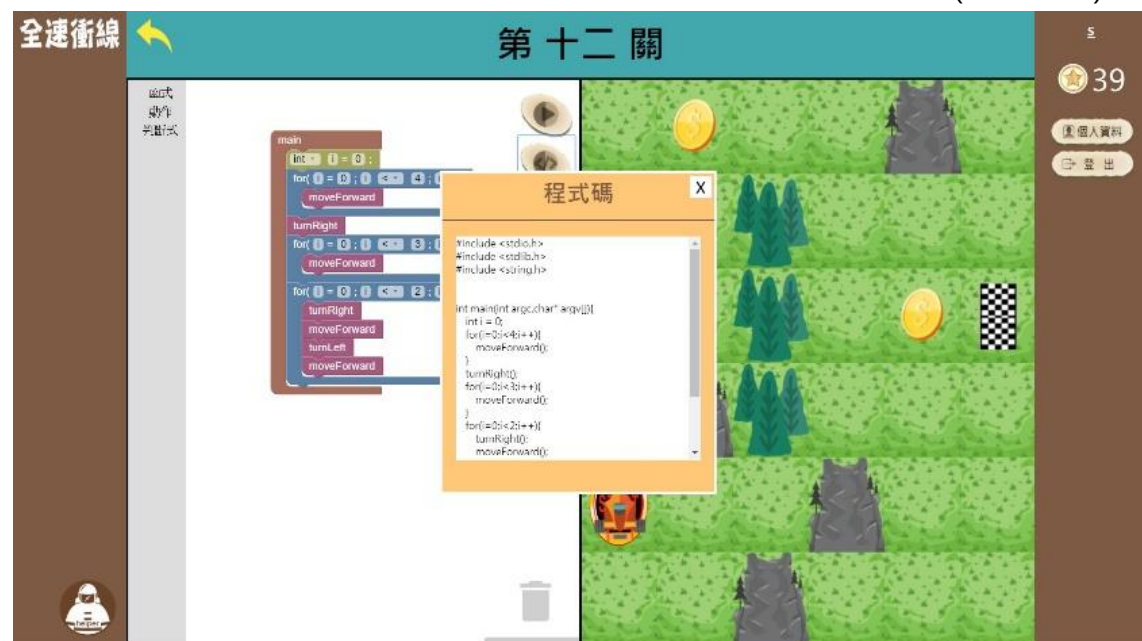 全速衝線
第十二關
s
39
個人資料
登出
函式
動作
判斷式
main
int i = 0 ;
for( i = 0 ; i < 4 ;
moveForward
turnRight
for( i = 0 ; i < 3 ;
moveForward
for( i = 0 ; i < 2 ;
turnRight
moveForward
turnLeft
moveForward
程式碼
X
#include <stdio.h>
#include <stdlib.h>
#include <string.h>
int main(int argc,char* argv[]){
int i = 0;
for(i=0;i<4;i++){
moveForward();
}
turnRight();
for(i=0;i<3;i++){
moveForward();
}
for(i=0;i<2;i++){
turnRight();
moveForward();
helper